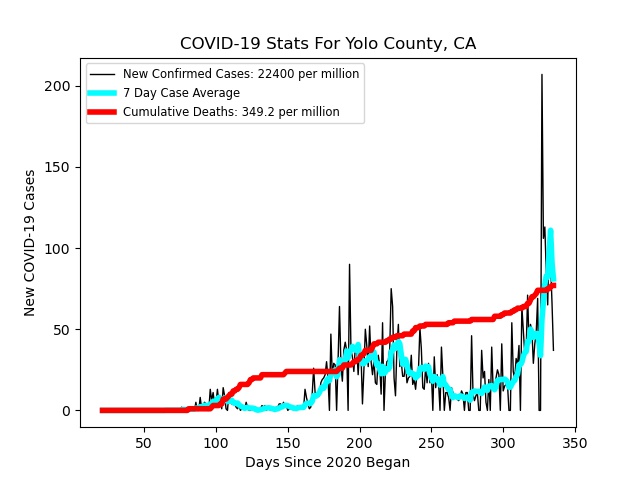 COVID-19 Stats For Yolo County, CA
New Confirmed Cases: 22400 per million
7 Day Case Average
Cumulative Deaths: 349.2 per million
New COVID-19 Cases
200
150
100
50
0
50 100 150 200 250 300 350
Days Since 2020 Began